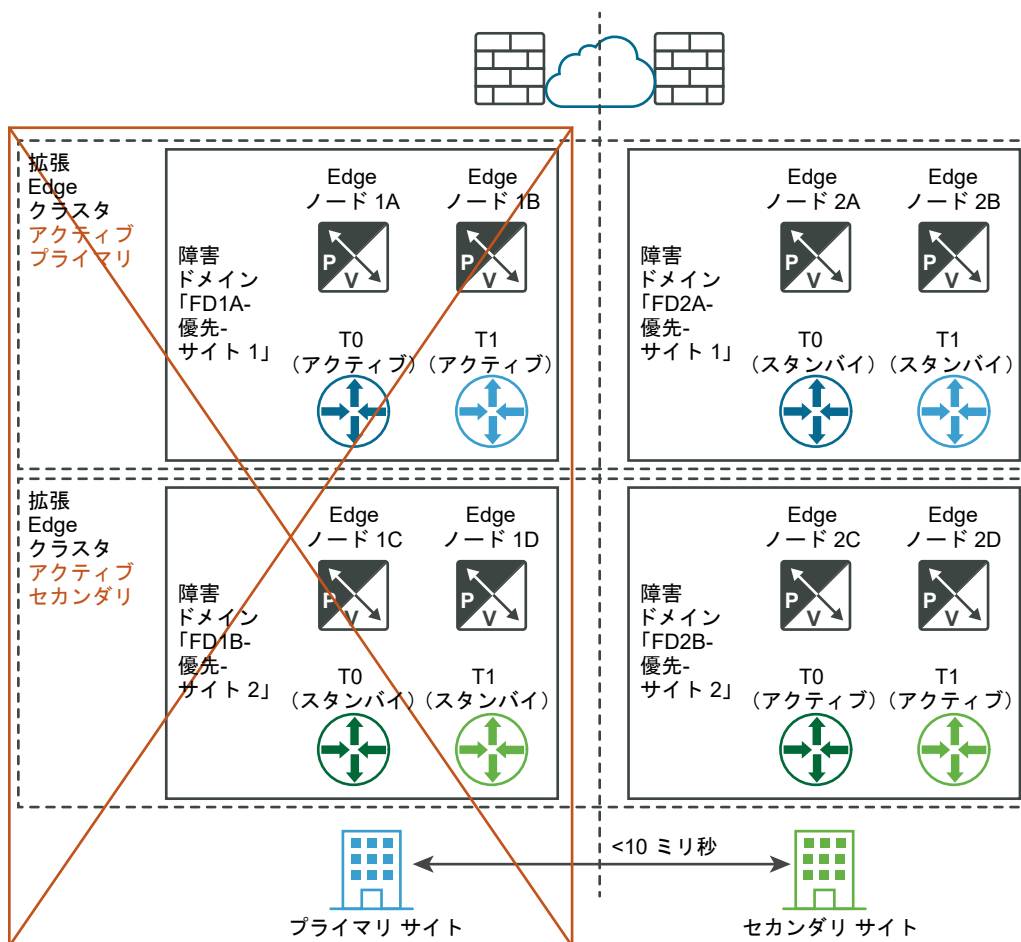 拡張
Edge
クラスタ
アクティブ
プライマリ
障害
ドメイン
「FD1A-
優先-
サイト 1」
Edge
ノード 1A
Edge
ノード 1B
P
V
P
V
T0
（アクティブ）
T1
（アクティブ）
障害
ドメイン
「FD2A-
優先-
サイト 1」
Edge
ノード 2A
Edge
ノード 2B
P
V
P
V
T0
（スタンバイ）
T1
（スタンバイ）
拡張
Edge
クラスタ
アクティブ
セカンダリ
障害
ドメイン
「FD1B-
優先-
サイト 2」
Edge
ノード 1C
Edge
ノード 1D
P
V
P
V
T0
（スタンバイ）
T1
（スタンバイ）
障害
ドメイン
「FD2B-
優先-
サイト 2」
Edge
ノード 2C
Edge
ノード 2D
P
V
P
V
T0
（アクティブ）
T1
（アクティブ）
<10 ミリ秒
プライマリ サイト
セカンダリ サイト